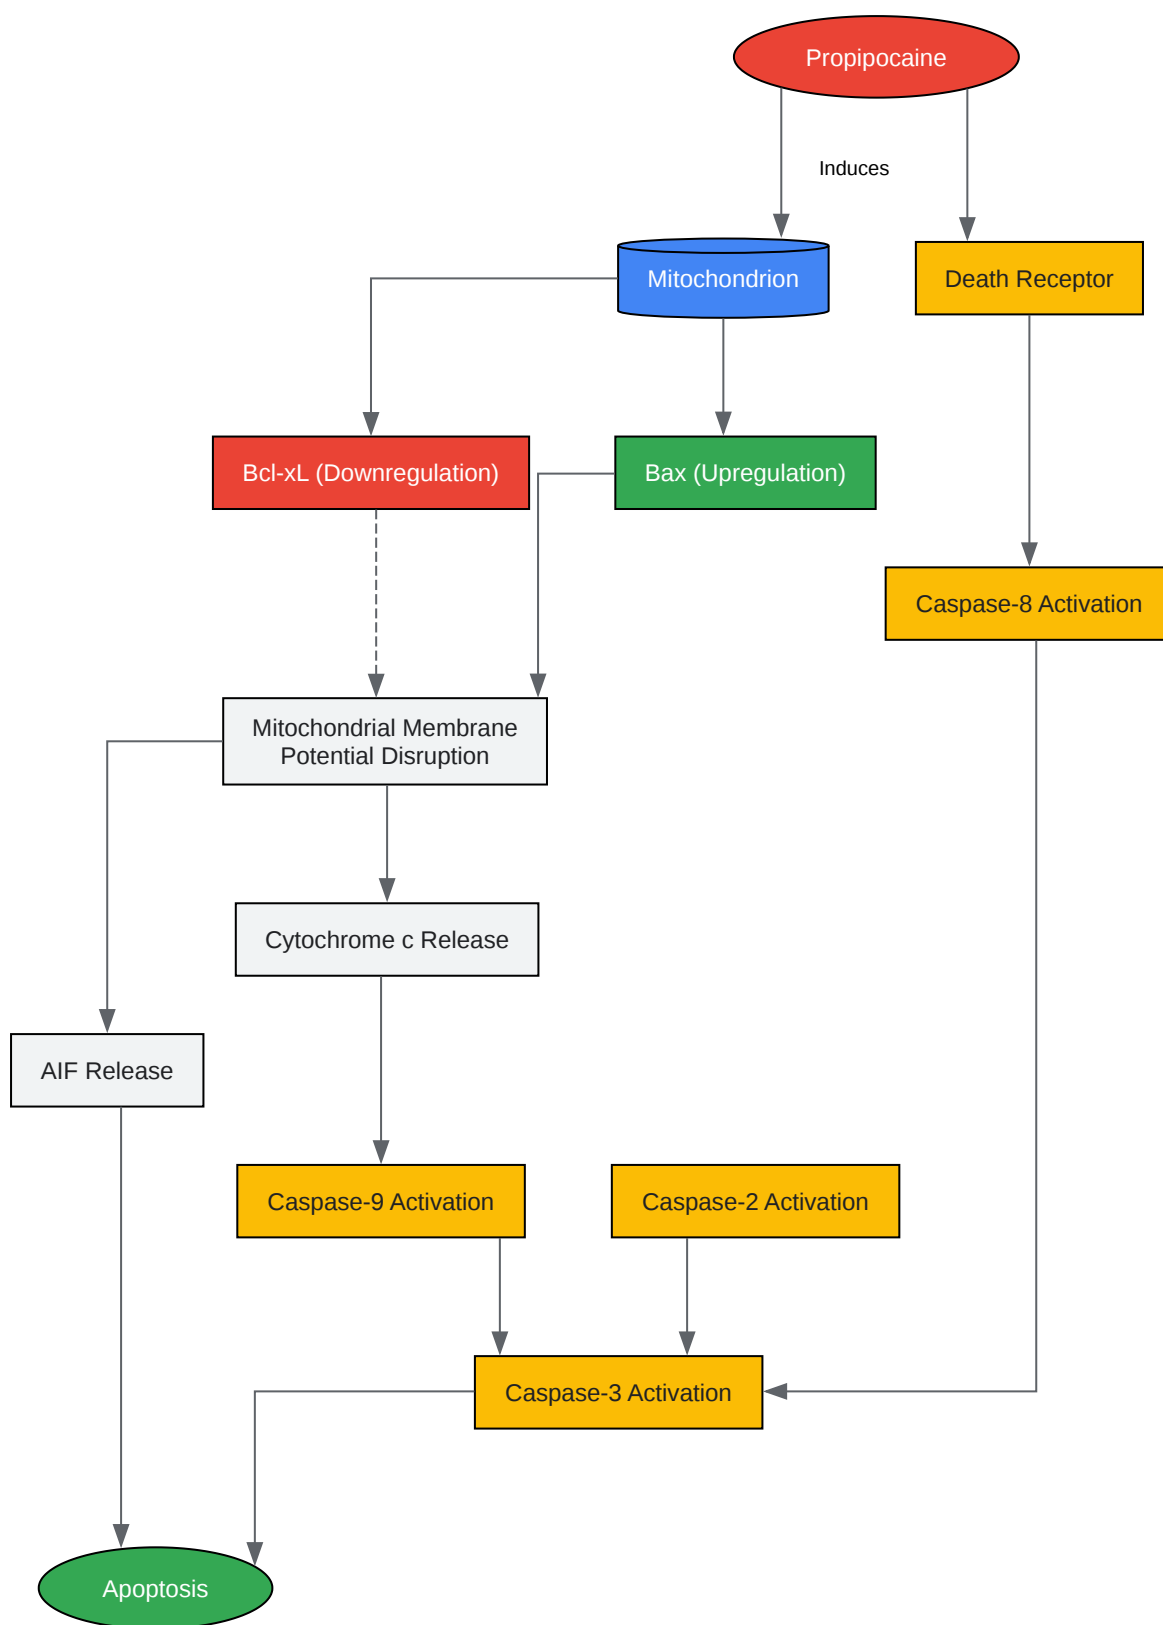 Propipocaine
Induces
Mitochondrion
Death Receptor
Bcl-xL (Downregulation)
Bax (Upregulation)
Caspase-8 Activation
Mitochondrial Membrane
Potential Disruption
Cytochrome c Release
AIF Release
Caspase-9 Activation
Caspase-2 Activation
Caspase-3 Activation
Apoptosis